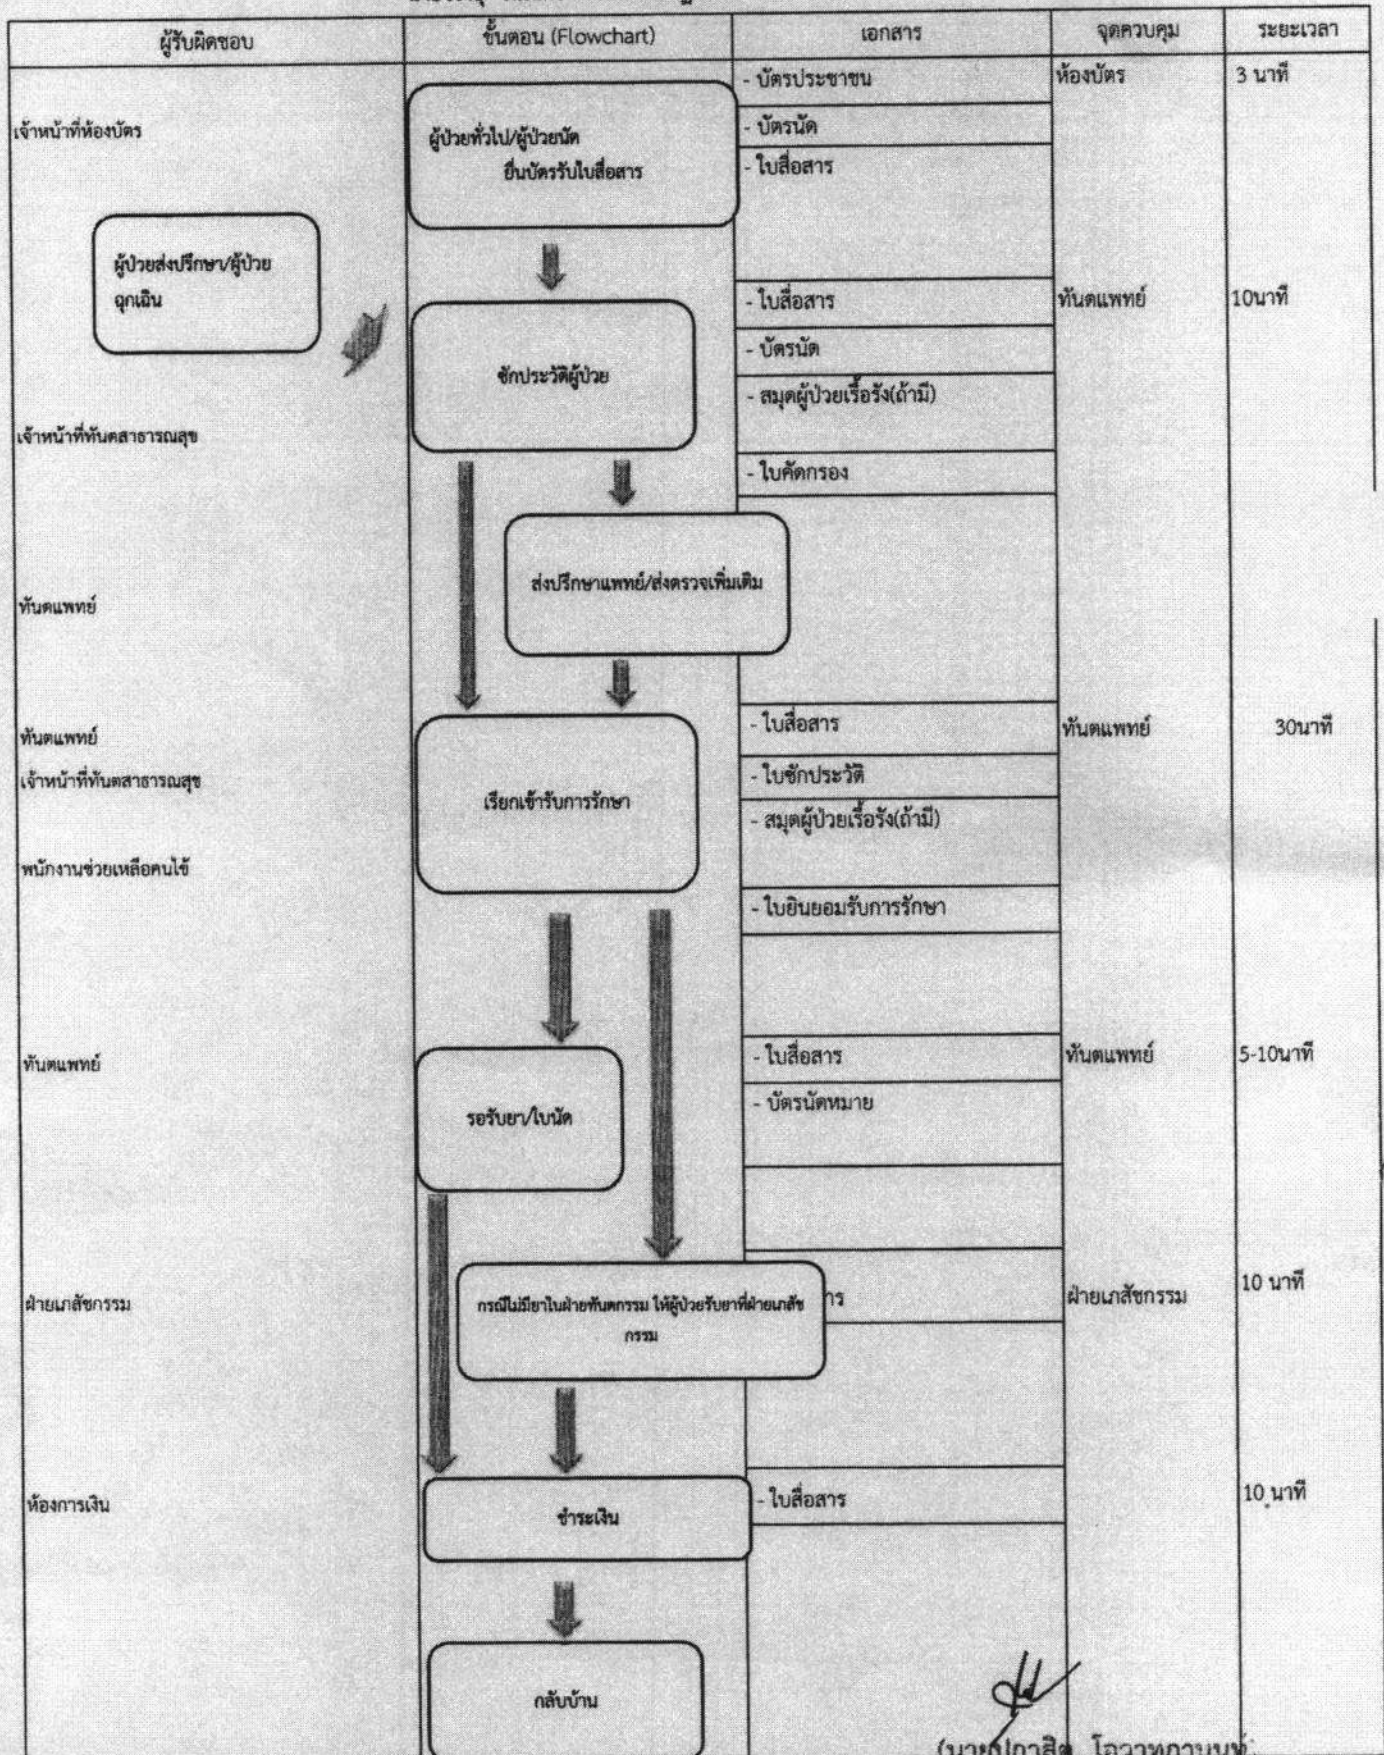 ผู้รับผิดชอบ
ขั้นตอน (Flowchart)
เอกสาร
จุดควบคุม
ระยะเวลา
เจ้าหน้าที่ห้องบัตร
ผู้ป่วยทั่วไป/ผู้ป่วยนัด
ยื่นบัตรรับใบสื่อสาร
- บัตรประชาชน
- บัตรนัด
- ใบสื่อสาร
ห้องบัตร
3 นาที
ผู้ป่วยส่งปรึกษา/ผู้ป่วย
ฉุกเฉิน
เจ้าหน้าที่ทันตสาธารณสุข
ซักประวัติผู้ป่วย
- ใบสื่อสาร
- บัตรนัด
- สมุดผู้ป่วยเรื้อรัง(ถ้ามี)
- ใบคัดกรอง
ทันตแพทย์
10นาที
ทันตแพทย์
ส่งปรึกษาแพทย์/ส่งตรวจเพิ่มเติม
ทันตแพทย์
เจ้าหน้าที่ทันตสาธารณสุข
พนักงานช่วยเหลือคนไข้
เรียกเข้ารับการรักษา
- ใบสื่อสาร
- ใบซักประวัติ
- สมุดผู้ป่วยเรื้อรัง(ถ้ามี)
- ใบยินยอมรับการรักษา
ทันตแพทย์
30นาที
ทันตแพทย์
รอรับยา/ใบนัด
- ใบสื่อสาร
- บัตรนัดหมาย
ทันตแพทย์
5-10นาที
ฝ่ายเภสัชกรรม
กรณีไม่มียาในฝ่ายทันตกรรม ให้ผู้ป่วยรับยาที่ฝ่ายเภสัช
กรรม
าร
ฝ่ายเภสัชกรรม
10 นาที
ห้องการเงิน
ชำระเงิน
- ใบสื่อสาร
10 นาที
กลับบ้าน